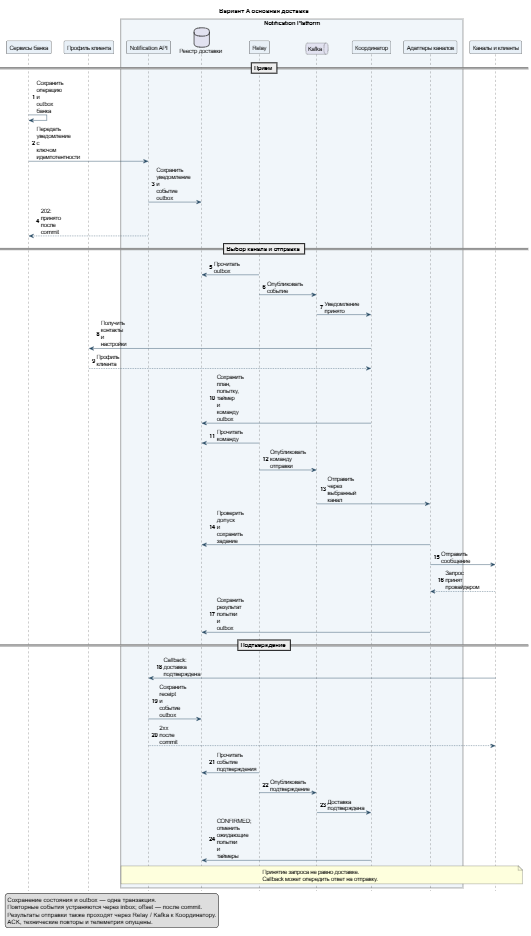 Вариант А основная доставка
Notification Platform
Сервисы банка
Профиль клиента
Notification API
Реестр доставки
Relay
Kafka
Координатор
Адаптеры каналов
Каналы и клиенты
Прием
1 Сохранить
операцию
и
outbox
банка
2 Передать
уведомление
с
ключом
идемпотентности
3 Сохранить
уведомление
и
событие
outbox
4 202:
принято
после
commit
Выбор канала и отправка
5 Прочитать
outbox
6 Опубликовать
событие
7 Уведомление
принято
8 Получить
контакты
и
настройки
9 Профиль
клиента
10 Сохранить
план,
попытку,
таймер
и
команду
outbox
11 Прочитать
команду
12 Опубликовать
команду
отправки
13 Отправить
через
выбранный
канал
14 Проверить
допуск
и
сохранить
задание
15 Отправить
сообщение
16 Запрос
принят
провайдером
17 Сохранить
результат
попытки
и
outbox
Подтверждение
18 Callback:
доставка
подтверждена
19 Сохранить
receipt
и
событие
outbox
20 2xx
после
commit
21 Прочитать
событие
подтверждения
22 Опубликовать
подтверждение
23 Доставка
подтверждена
24 CONFIRMED;
отменить
ожидающие
попытки
и
таймеры
Принятие запроса не равно доставке.
Callback может опередить ответ на отправку.
Сохранение состояния и outbox — одна транзакция.
Повторные события устраняются через inbox; offset — после commit.
Результаты отправки также проходят через Relay / Kafka к Координатору.
ACK, технические повторы и телеметрия опущены.